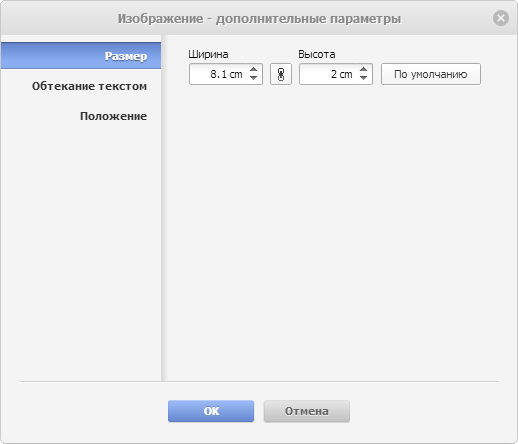 Изображение - дополнительные параметры
Размер
Обтекание текстом
Положение
Ширина Высота
8.1 cm 2 cm По умолчанию
OK Отмена